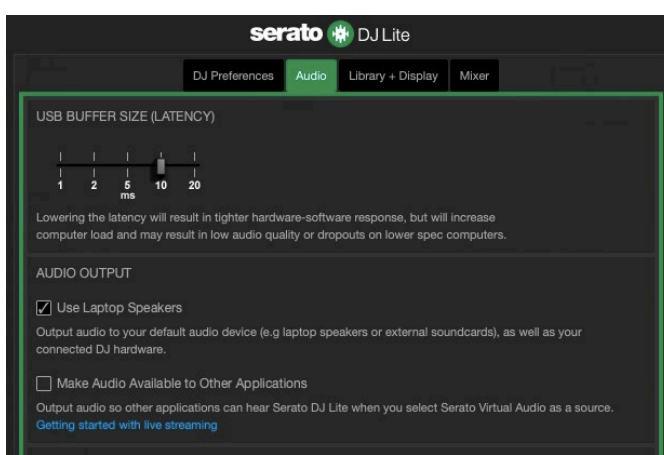 serato DJ Lite
DJ Preferences Audio Library + Display Mixer
USB BUFFER SIZE (LATENCY)
1 2 5 10 20
ms
Lowering the latency will result in tighter hardware-software response, but will increase
computer load and may result in low audio quality or dropouts on lower spec computers.
AUDIO OUTPUT
Use Laptop Speakers
Output audio to your default audio device (e.g laptop speakers or external soundcards), as well as your
connected DJ hardware.
Make Audio Available to Other Applications
Output audio so other applications can hear Serato DJ Lite when you select Serato Virtual Audio as a source.
Getting started with live streaming